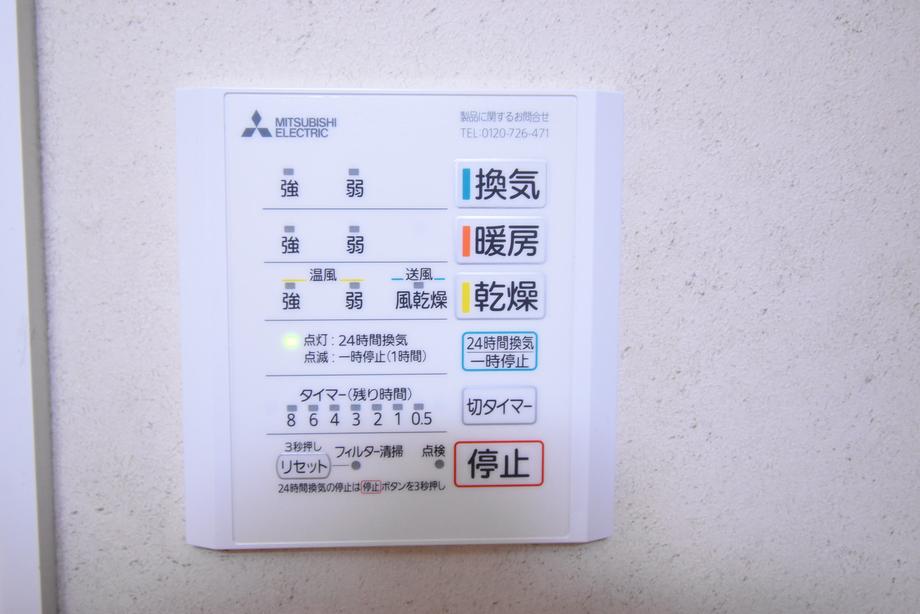 MITSUBISHI
ELECTRIC
製品に関するお問合せ
TEL:0120-726-471
強 弱 換気
強 弱 暖房
温風 送風
強 弱 風乾燥 乾燥
点灯:24時間換気
点滅:一時停止(1時間)
24時間換気
一時停止
タイマー(残り時間)
8 6 4 3 2 1 0.5
切タイマー
3秒押し
リセット フィルター清掃 点検
停止
24時間換気の停止は停止ボタンを3秒押し